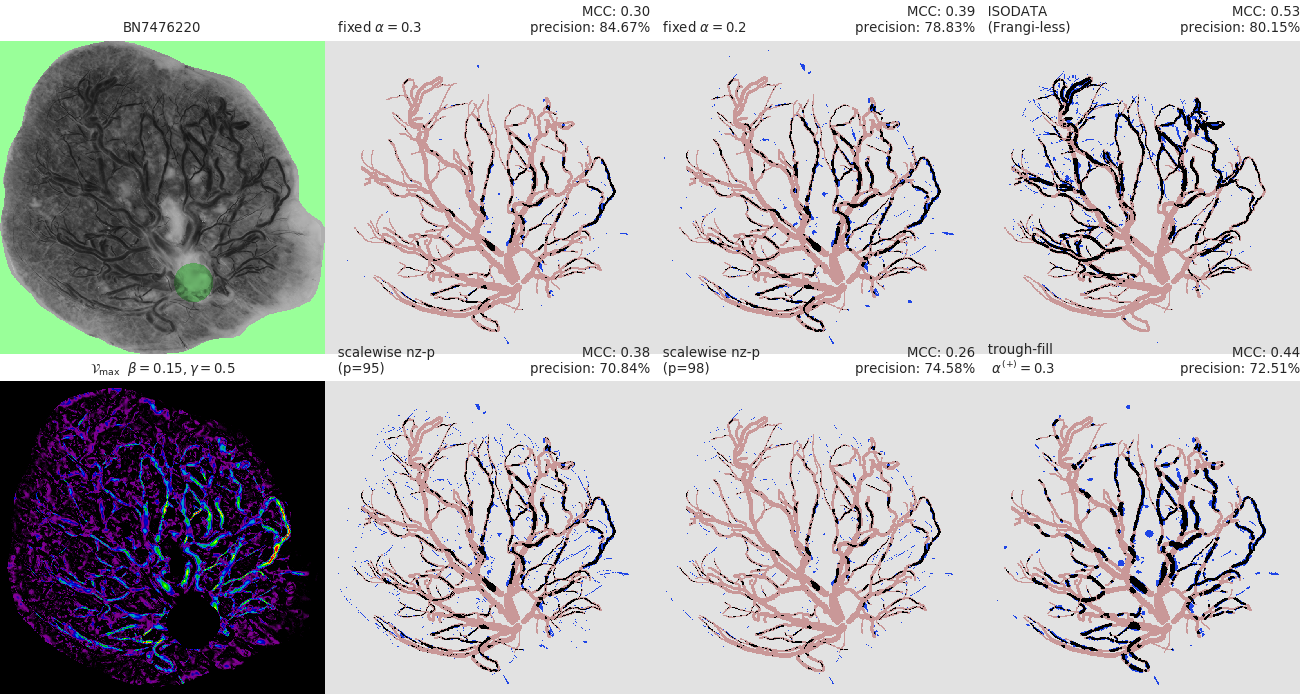 BN7476220
fixed α = 0.3
MCC: 0.30
precision: 84.67%
fixed α = 0.2
MCC: 0.39
precision: 78.83%
ISODATA
(Frangi-less)
MCC: 0.53
precision: 80.15%
𝒱max β = 0.15, γ = 0.5
scalewise nz-p
(p=95)
MCC: 0.38
precision: 70.84%
scalewise nz-p
(p=98)
MCC: 0.26
precision: 74.58%
trough-fill
α(+) = 0.3
MCC: 0.44
precision: 72.51%